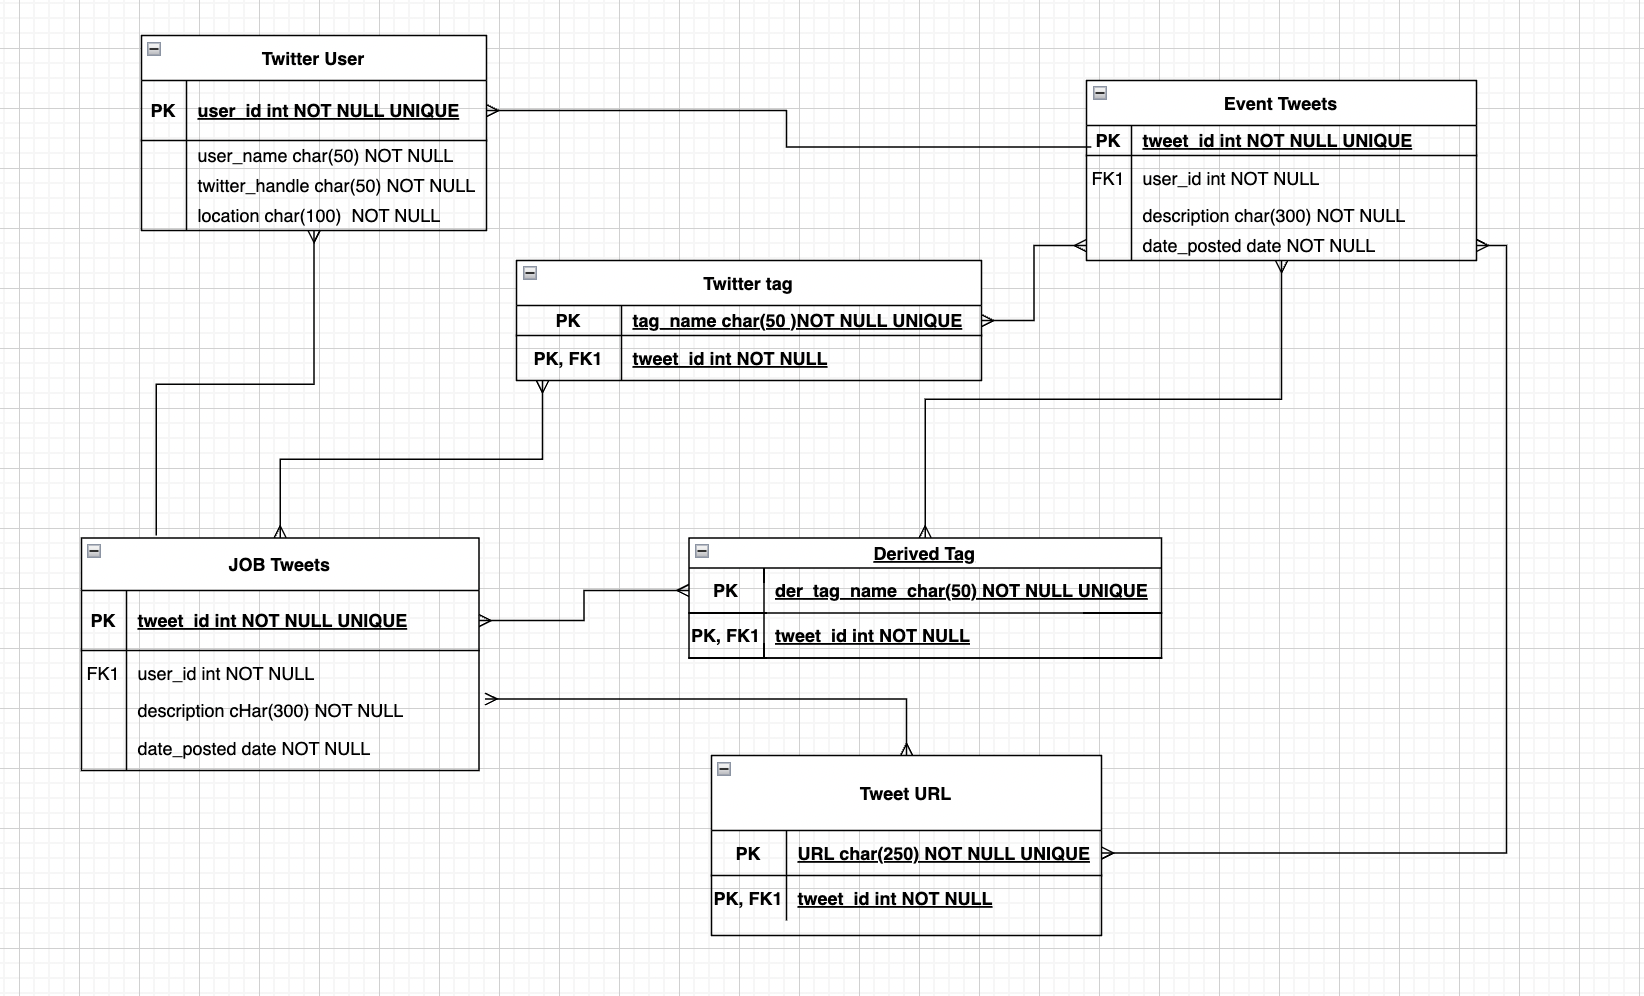 Twitter User
PK
user_id int NOT NULL UNIQUE
user_name char(50) NOT NULL
twitter_handle char(50) NOT NULL
location char(100)  NOT NULL
Event Tweets
PK
tweet_id int NOT NULL UNIQUE
FK1
user_id int NOT NULL
description char(300) NOT NULL
date_posted date NOT NULL
Twitter tag
PK
tag_name char(50 )NOT NULL UNIQUE
PK, FK1
tweet_id int NOT NULL
JOB Tweets
PK
tweet_id int NOT NULL UNIQUE
FK1
user_id int NOT NULL
description cHar(300) NOT NULL
date_posted date NOT NULL
Derived Tag
PK
der_tag_name_char(50) NOT NULL UNIQUE
PK, FK1
tweet_id int NOT NULL
Tweet URL
PK
URL char(250) NOT NULL UNIQUE
PK, FK1
tweet_id int NOT NULL